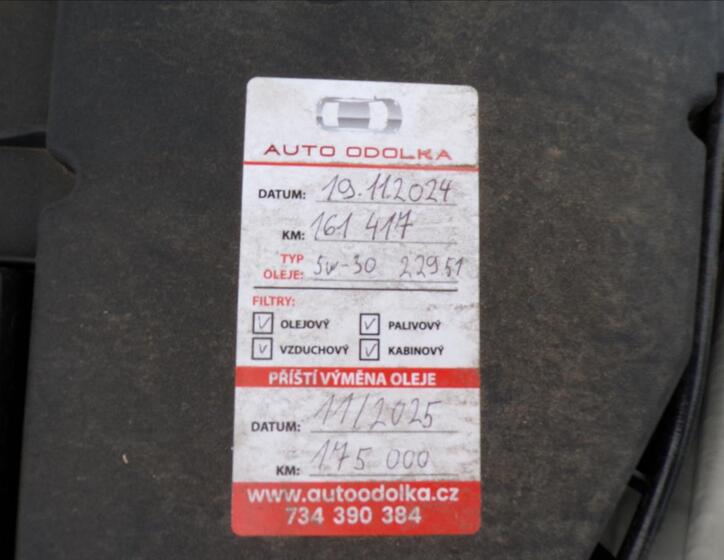 AUTO ODOLKA
DATUM: 19.11.2024
KM: 161 417
TYP
OLEJE: 5w-30 229.51
FILTRY:
OLEJOVÝ PALIVOVÝ
VZDUCHOVÝ KABINOVÝ
PŘÍŠTÍ VÝMĚNA OLEJE
DATUM: 11/2025
KM: 175 000
www.autoodolka.cz
734 390 384